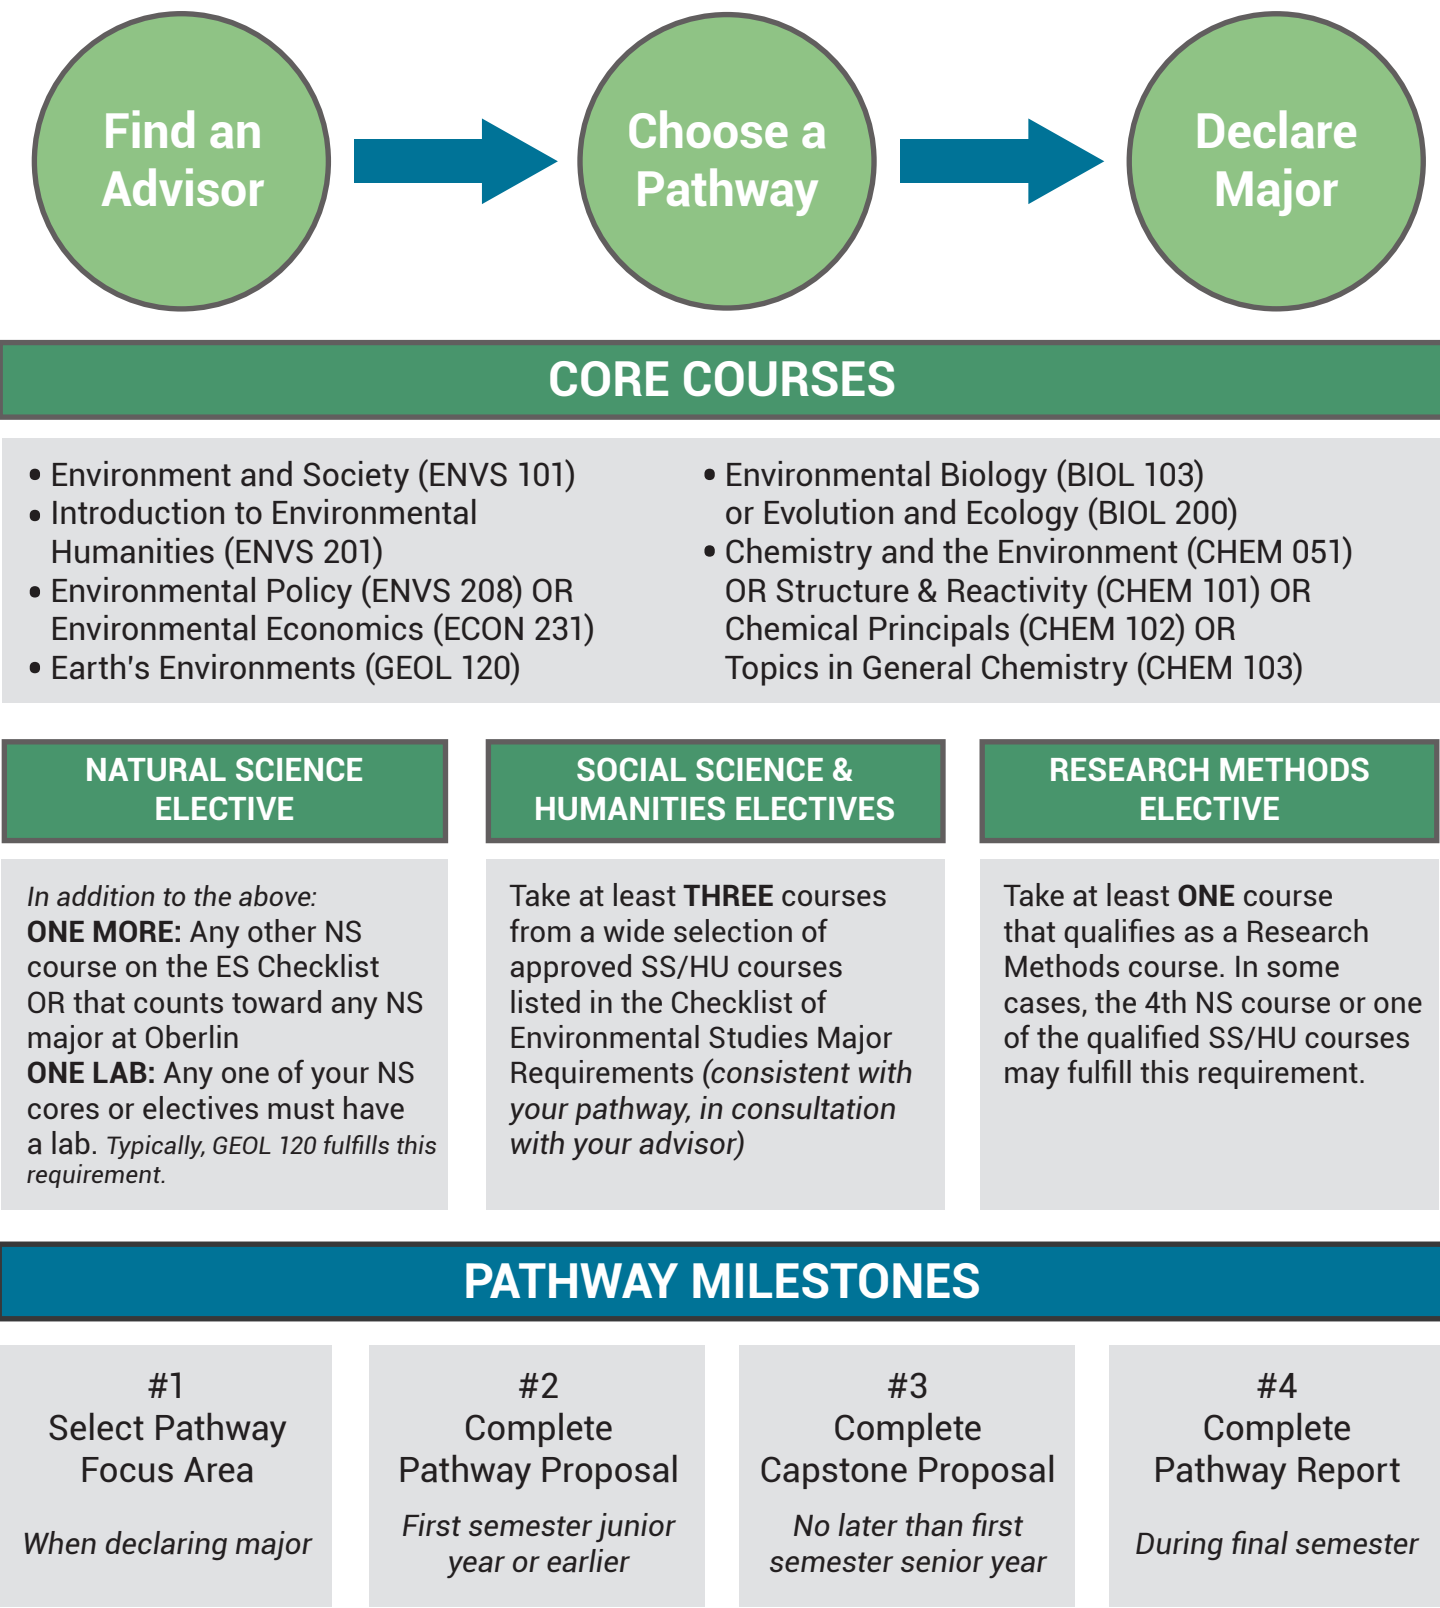 Find an
Advisor
Choose a
Pathway
Declare
Major
CORE COURSES
• Environment and Society (ENVS 101)
• Introduction to Environmental
Humanities (ENVS 201)
• Environmental Policy (ENVS 208) OR
Environmental Economics (ECON 231)
• Earth's Environments (GEOL 120)
• Environmental Biology (BIOL 103)
or Evolution and Ecology (BIOL 200)
• Chemistry and the Environment (CHEM 051)
OR Structure & Reactivity (CHEM 101) OR
Chemical Principals (CHEM 102) OR
Topics in General Chemistry (CHEM 103)
NATURAL SCIENCE
ELECTIVE
In addition to the above:
ONE MORE: Any other NS
course on the ES Checklist
OR that counts toward any NS
major at Oberlin
ONE LAB: Any one of your NS
cores or electives must have
a lab. Typically, GEOL 120 fulfills this
requirement.
SOCIAL SCIENCE &
HUMANITIES ELECTIVES
Take at least THREE courses
from a wide selection of
approved SS/HU courses
listed in the Checklist of
Environmental Studies Major
Requirements (consistent with
your pathway, in consultation
with your advisor)
RESEARCH METHODS
ELECTIVE
Take at least ONE course
that qualifies as a Research
Methods course. In some
cases, the 4th NS course or one
of the qualified SS/HU courses
may fulfill this requirement.
PATHWAY MILESTONES
#1
Select Pathway
Focus Area
When declaring major
#2
Complete
Pathway Proposal
First semester junior
year or earlier
#3
Complete
Capstone Proposal
No later than first
semester senior year
#4
Complete
Pathway Report
During final semester